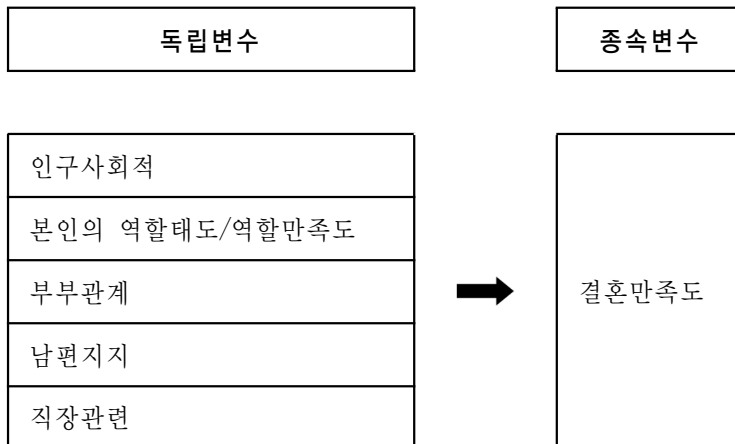 독립변수
종속변수
인구사회적
본인의 역할태도/역할만족도
부부관계
남편지지
직장관련
결혼만족도